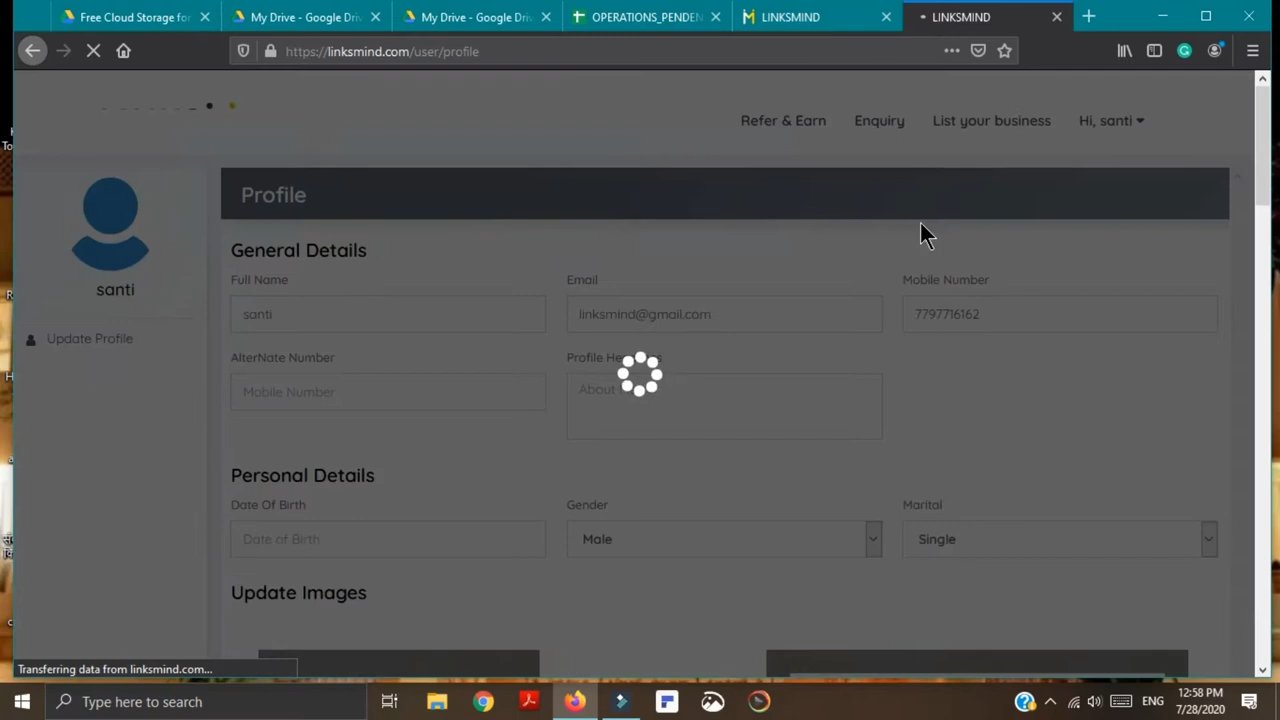 Free Cloud Storage for
My Drive - Google Driv
My Drive - Google Driv
OPERATIONS_PENDEN
LINKSMIND
LINKSMIND
https://linksmind.com/user/profile
Refer & Earn
Enquiry
List your business
Hi, santi
Profile
santi
Update Profile
General Details
Full Name
Email
Mobile Number
santi
linksmind@gmail.com
7797716162
AlterNate Number
Mobile Number
Personal Details
Date Of Birth
Gender
Marital
Date of Birth
Male
Single
Update Images
Transferring data from linksmind.com...
Type here to search
ENG
12:58 PM
7/28/2020